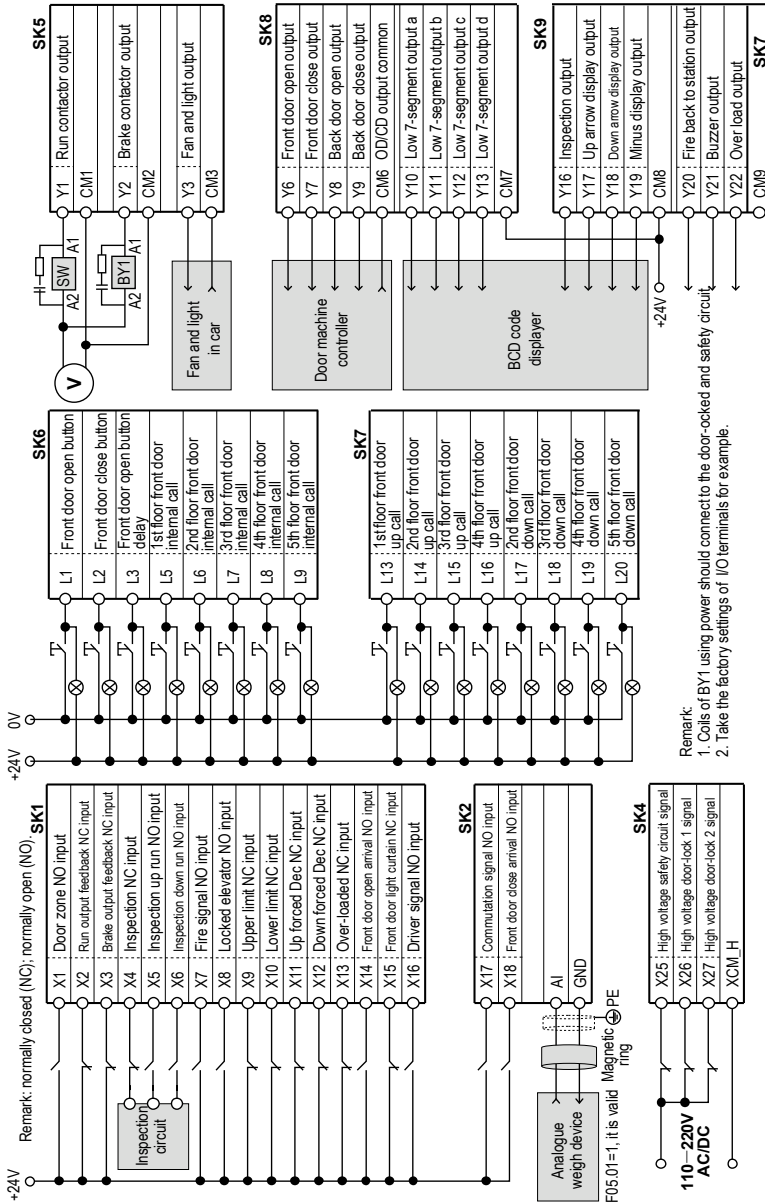 Remark: normally closed (NC); normally open (NO).
+24V
SK1
X1 Door zone NO input
X2 Run output feedback NC input
X3 Brake output feedback NC input
X4 Inspection NC input
X5 Inspection up run NO input
X6 Inspection down run NO input
X7 Fire signal NO input
X8 Locked elevator NO input
X9 Upper limit NC input
X10 Lower limit NC input
X11 Up forced Dec NC input
X12 Down forced Dec NC input
X13 Over-loaded NC input
X14 Front door open arrival NO input
X15 Front door light curtain NC input
X16 Driver signal NO input
Inspection
circuit
SK2
X17 Commutation signal NO input
X18 Front door close arrival NO input
AI
GND
Analogue
weigh device
Magnetic
ring
PE
F05.01=1, it is valid
SK4
X25 High voltage safety circuit signal
X26 High voltage door-lock 1 signal
X27 High voltage door-lock 2 signal
XCM_H
110—220V
AC/DC
+24V
0V
SK6
L1 Front door open button
L2 Front door close button
L3 Front door open button
delay
L5 1st floor front door
internal call
L6 2nd floor front door
internal call
L7 3rd floor front door
internal call
L8 4th floor front door
internal call
L9 5th floor front door
internal call
SK7
L13 1st floor front door
up call
L14 2nd floor front door
up call
L15 3rd floor front door
up call
L16 4th floor front door
up call
L17 2nd floor front door
down call
L18 3rd floor front door
down call
L19 4th floor front door
down call
L20 5th floor front door
down call
Remark:
1. Coils of BY1 using power should connect to the door-ocked and safety circuit
2. Take the factory settings of I/O terminals for example.
SK5
Y1 Run contactor output
CM1
Y2 Brake contactor output
CM2
Y3 Fan and light output
CM3
V
A2 SW A1
A2 BY1 A1
Fan and light
in car
SK8
Y6 Front door open output
Y7 Front door close output
Y8 Back door open output
Y9 Back door close output
CM6 OD/CD output common
Y10 Low 7-segment output a
Y11 Low 7-segment output b
Y12 Low 7-segment output c
Y13 Low 7-segment output d
CM7
Door machine
controller
BCD code
displayer
+24V
SK9
Y16 Inspection output
Y17 Up arrow display output
Y18 Down arrow display output
Y19 Minus display output
CM8
Y20 Fire back to station output
Y21 Buzzer output
Y22 Over load output
CM9
SK7